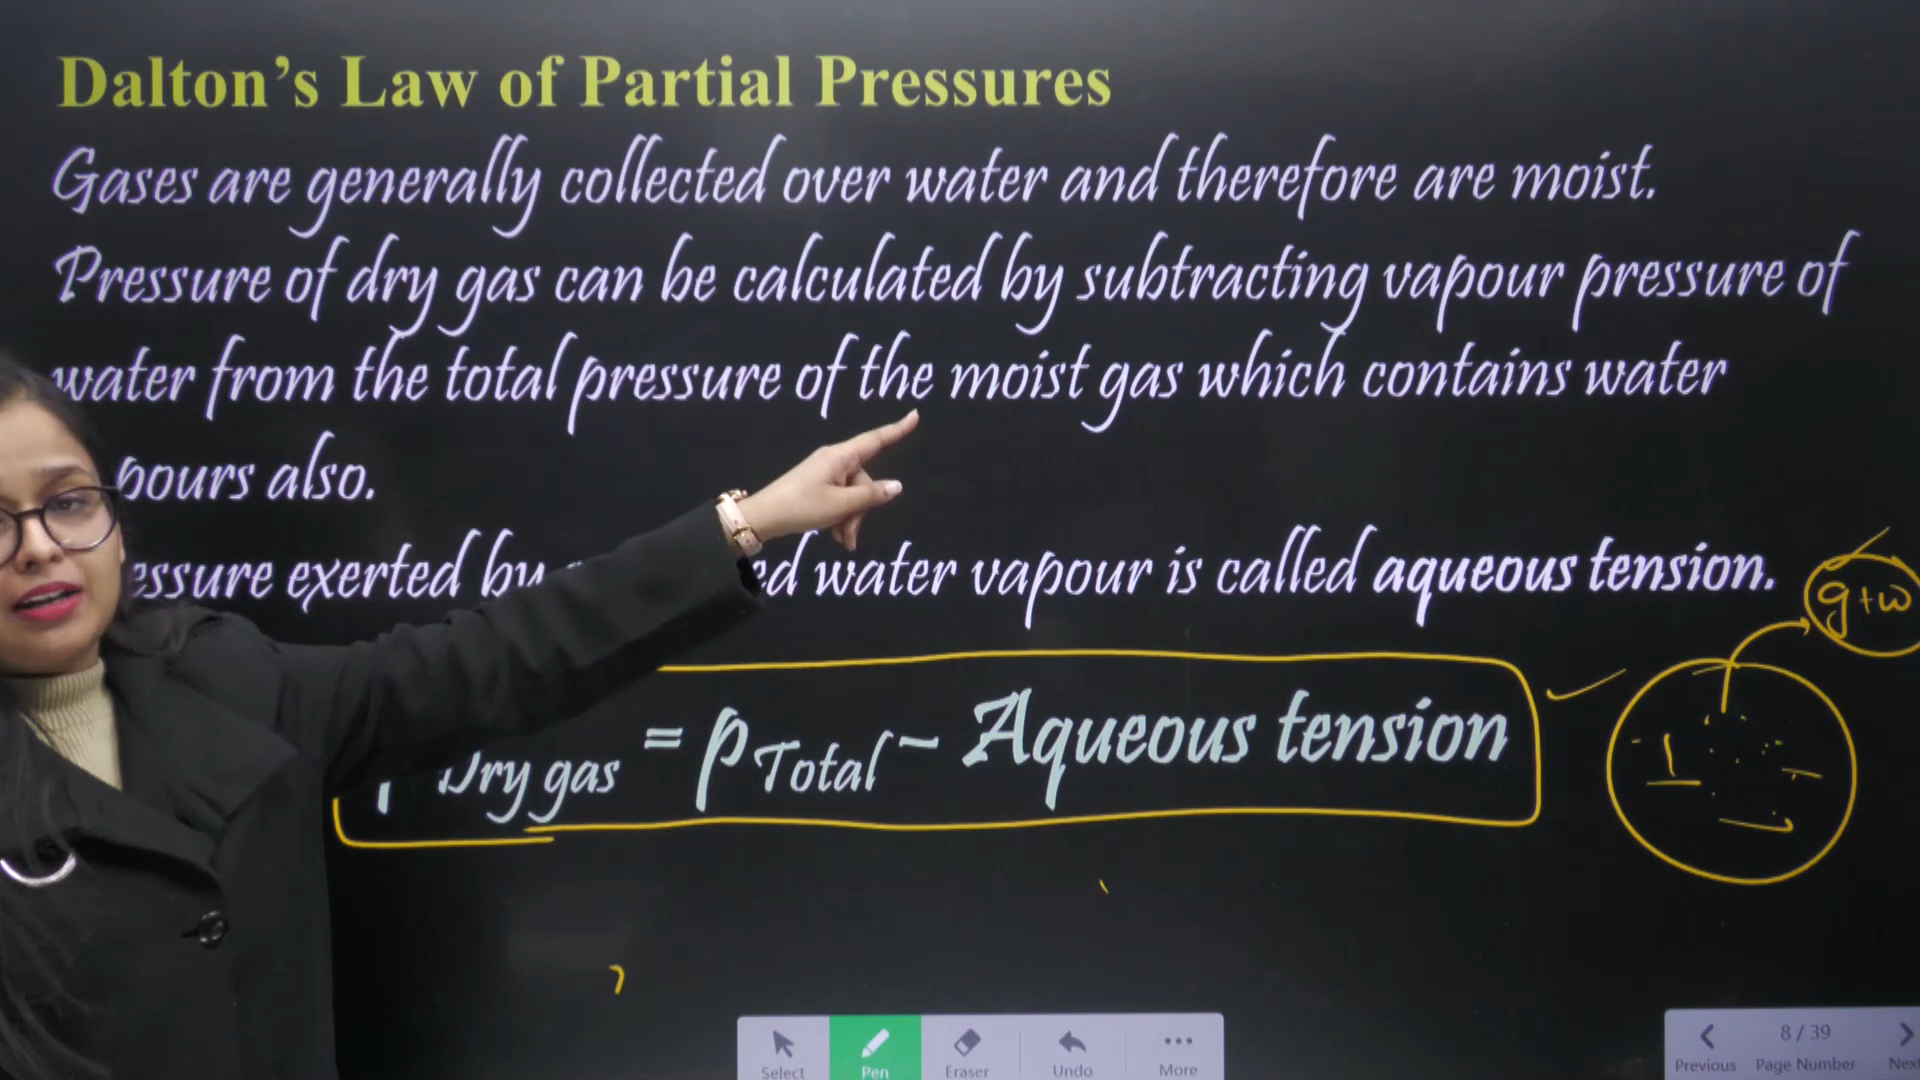 Dalton's Law of Partial Pressures
Gases are generally collected over water and therefore are moist.
Pressure of dry gas can be calculated by subtracting vapour pressure of
water from the total pressure of the moist gas which contains water
pours also.
essure exerted by ed water vapour is called aqueous tension.
g+w
Dry gas = p Total - Aqueous tension
Select
Pen
Eraser
Undo
More
8 / 39
Previous
Page Number
Next